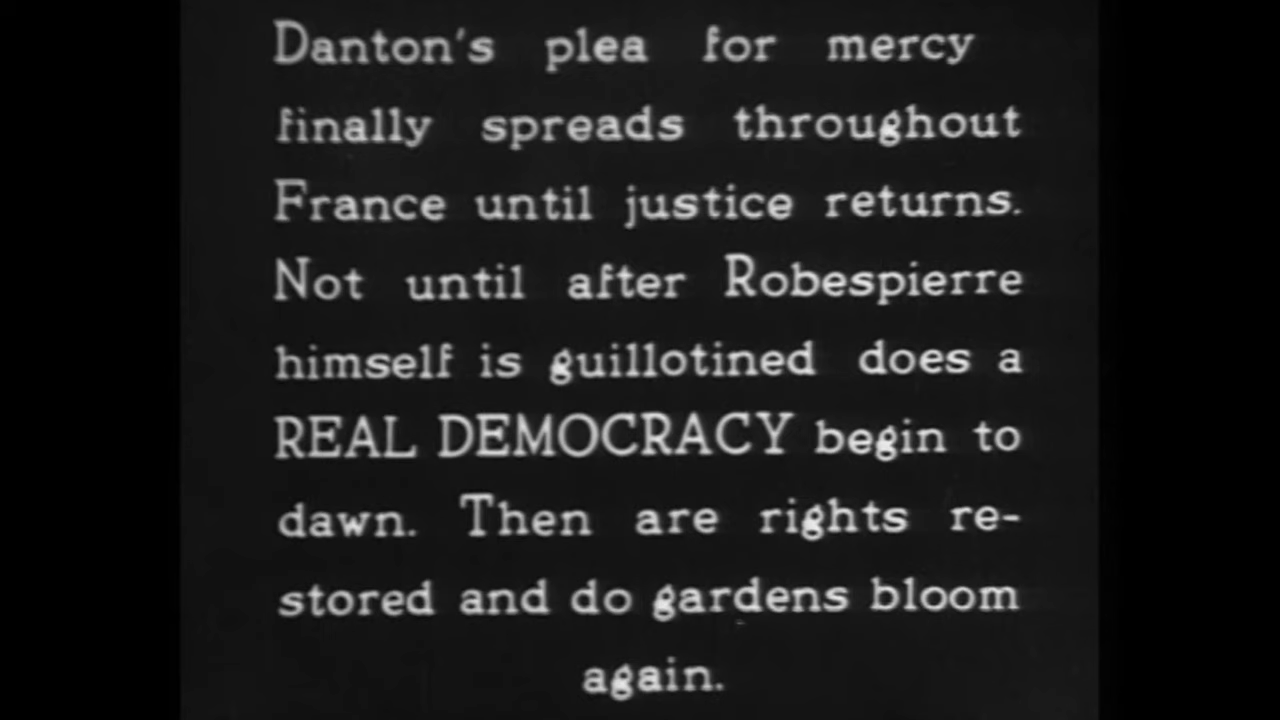 Danton's plea for mercy
finally spreads throughout
France until justice returns.
Not until after Robespierre
himself is guillotined does a
REAL DEMOCRACY begin to
dawn. Then are rights re-
stored and do gardens bloom
again.